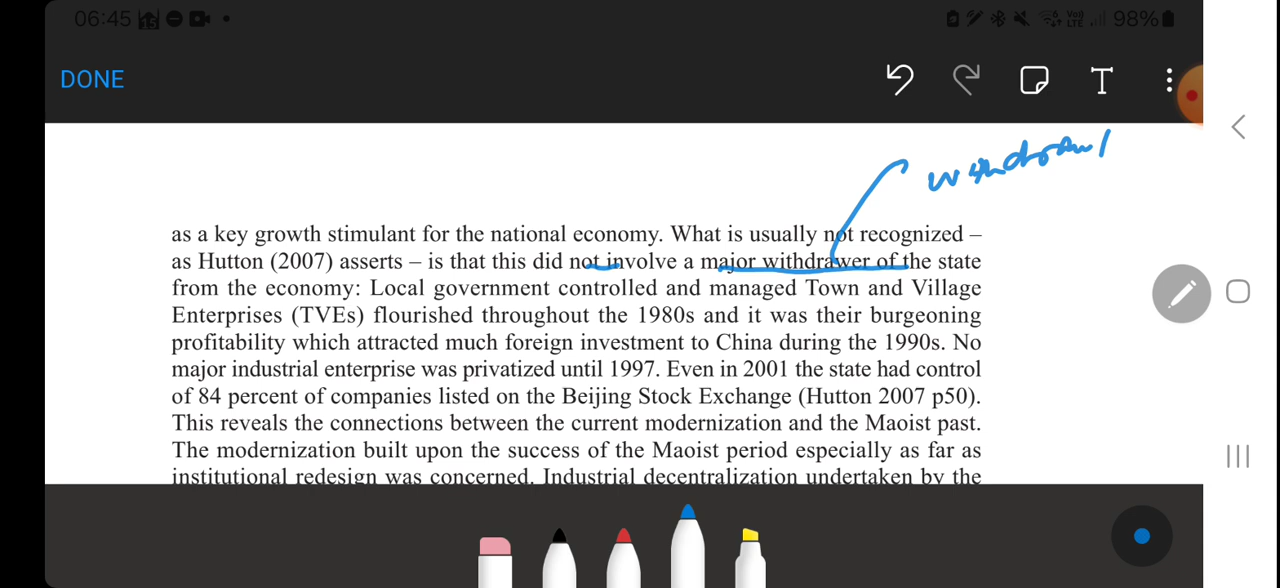 06:45
98%
DONE
withdrawl
as a key growth stimulant for the national economy. What is usually not recognized –
as Hutton (2007) asserts – is that this did not involve a major withdrawer of the state
from the economy: Local government controlled and managed Town and Village
Enterprises (TVEs) flourished throughout the 1980s and it was their burgeoning
profitability which attracted much foreign investment to China during the 1990s. No
major industrial enterprise was privatized until 1997. Even in 2001 the state had control
of 84 percent of companies listed on the Beijing Stock Exchange (Hutton 2007 p50).
This reveals the connections between the current modernization and the Maoist past.
The modernization built upon the success of the Maoist period especially as far as
institutional redesign was concerned. Industrial decentralization undertaken by the